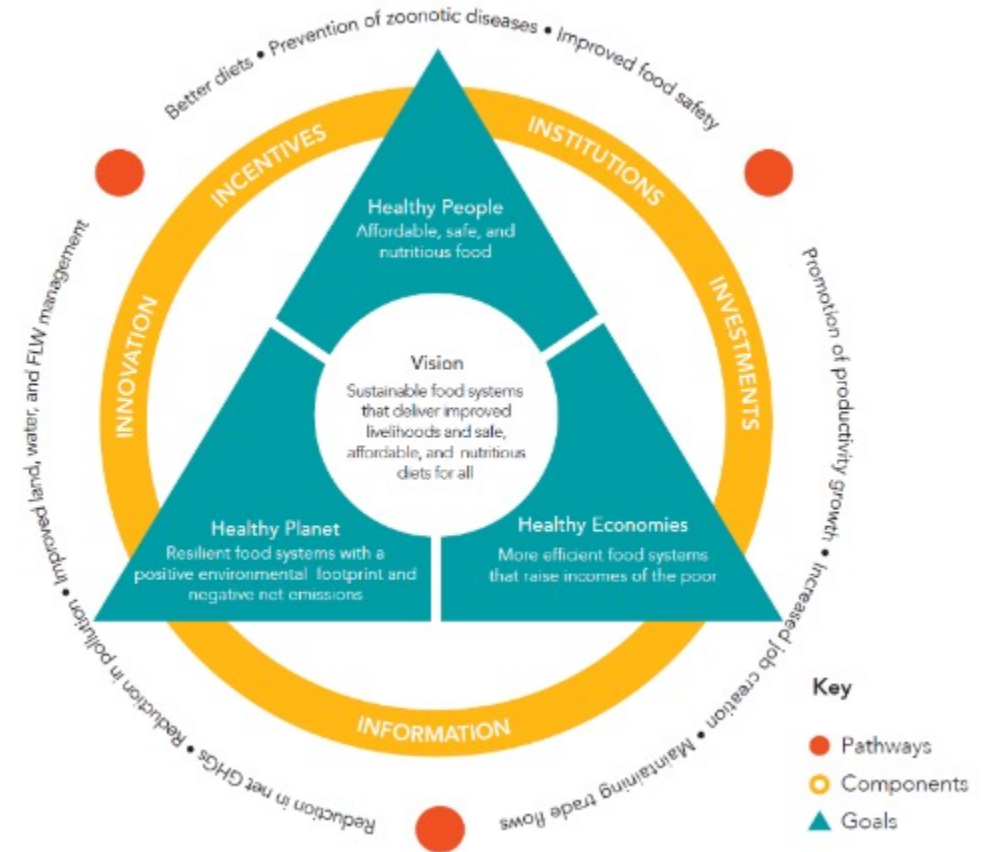 Better diets • Prevention of zoonotic diseases • Improved food safety
INCENTIVES
INSTITUTIONS
INNOVATION
INVESTMENTS
INFORMATION
Healthy People
Affordable, safe, and
nutritious food
Vision
Sustainable food systems
that deliver improved
livelihoods and safe,
affordable, and nutritious
diets for all
Healthy Planet
Resilient food systems with a
positive environmental footprint and
negative net emissions
Healthy Economies
More efficient food systems
that raise incomes of the poor
Promotion of productivity growth • Increased job creation • Maintaining trade flows
Reduction in net GHGs • Reduction in pollution • Improved land, water, and FLW management
Key
Pathways
Components
Goals